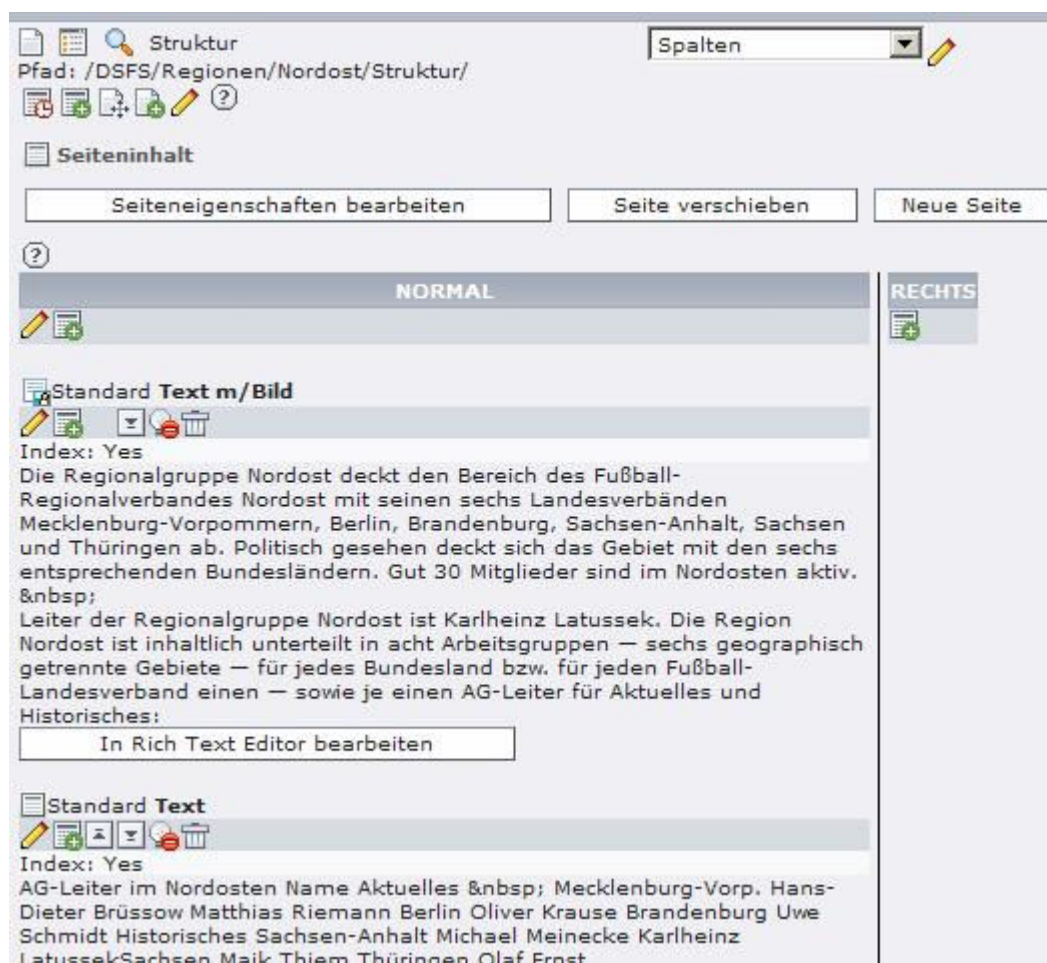 Struktur
Spalten
Pfad: /DSFS/Regionen/Nordost/Struktur/
Seiteninhalt
Seiteneigenschaften bearbeiten
Seite verschieben
Neue Seite
NORMAL
RECHTS
Standard Text m/Bild
Index: Yes
Die Regionalgruppe Nordost deckt den Bereich des Fußball-
Regionalverbandes Nordost mit seinen sechs Landesverbänden
Mecklenburg-Vorpommern, Berlin, Brandenburg, Sachsen-Anhalt, Sachsen
und Thüringen ab. Politisch gesehen deckt sich das Gebiet mit den sechs
entsprechenden Bundesländern. Gut 30 Mitglieder sind im Nordosten aktiv.
&nbsp;
Leiter der Regionalgruppe Nordost ist Karlheinz Latussek. Die Region
Nordost ist inhaltlich unterteilt in acht Arbeitsgruppen — sechs geographisch
getrennte Gebiete — für jedes Bundesland bzw. für jeden Fußball-
Landesverband einen — sowie je einen AG-Leiter für Aktuelles und
Historisches:
In Rich Text Editor bearbeiten
Standard Text
Index: Yes
AG-Leiter im Nordosten Name Aktuelles &nbsp; Mecklenburg-Vorp. Hans-
Dieter Brüssow Matthias Riemann Berlin Oliver Krause Brandenburg Uwe
Schmidt Historisches Sachsen-Anhalt Michael Meinecke Karlheinz
LatussekSachsen Maik Thiem Thüringen Olaf Ernst